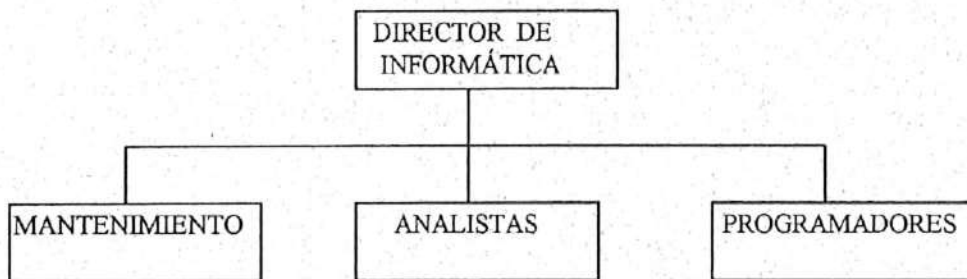 DIRECTOR DE
INFORMÁTICA
MANTENIMIENTO
ANALISTAS
PROGRAMADORES